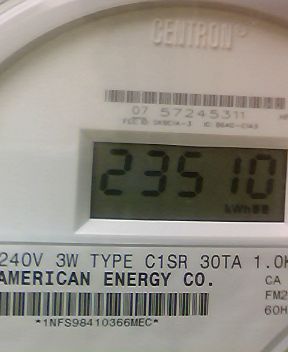 CENTRON®
07 57245311
23510
kWh
240V 3W TYPE C1SR 30TA 1.0K
AMERICAN ENERGY CO.
CA
FM2
60H
*1NFS98410366MEC*